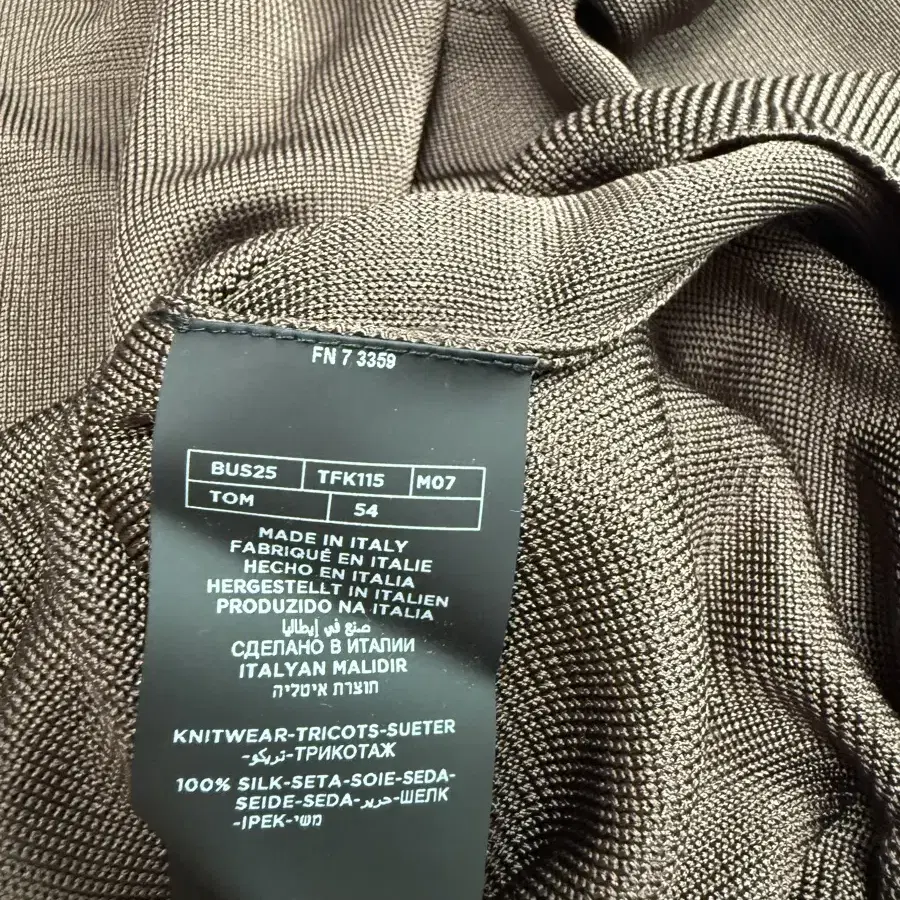 FN 7 3359
BUS25 TFK115 M07
TOM 54
MADE IN ITALY
FABRIQUÉ EN ITALIE
HECHO EN ITALIA
HERGESTELLT IN ITALIEN
PRODUZIDO NA ITALIA
صنع في إيطاليا
СДЕЛАНО В ИТАЛИИ
ITALYAN MALIDIR
תוצרת איטליה
KNITWEAR-TRICOTS-SUETER
-تريكو-ТРИКОТАЖ
100% SILK-SETA-SOIE-SEDA-
SEIDE-SEDA-حرير-ШЕЛК
-IPEK-משי